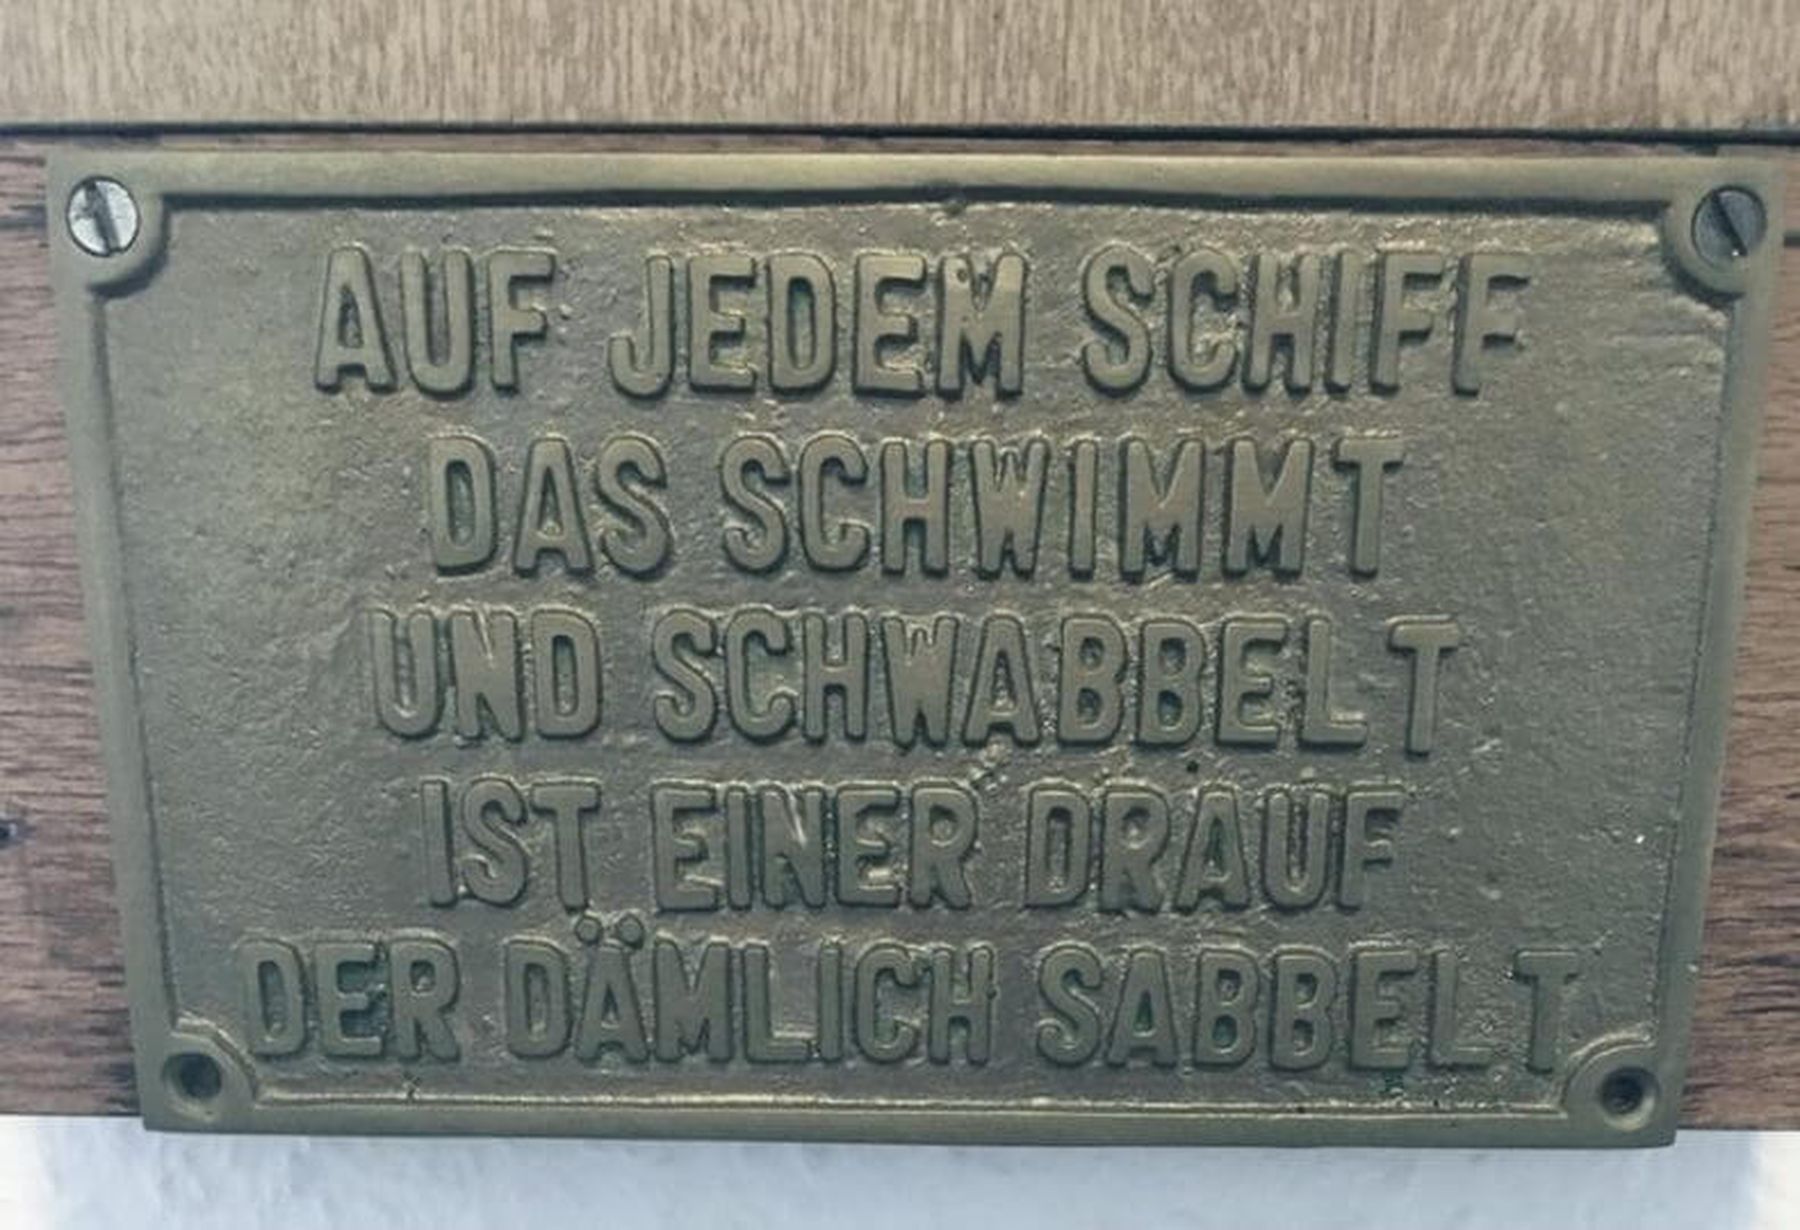 AUF JEDEM SCHIFF
DAS SCHWIMMT
UND SCHWABBELT
IST EINER DRAUF
DER DÄMLICH SABBELT